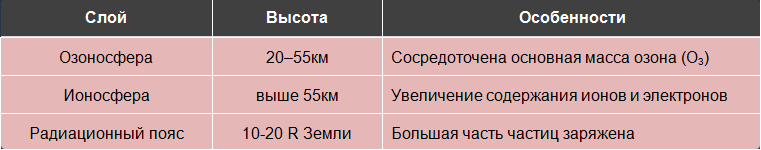 Слой Высота Особенности
Озоносфера 20–55км Сосредоточена основная масса озона (О₃)
Ионосфера выше 55км Увеличение содержания ионов и электронов
Радиационный пояс 10-20 R Земли Большая часть частиц заряжена